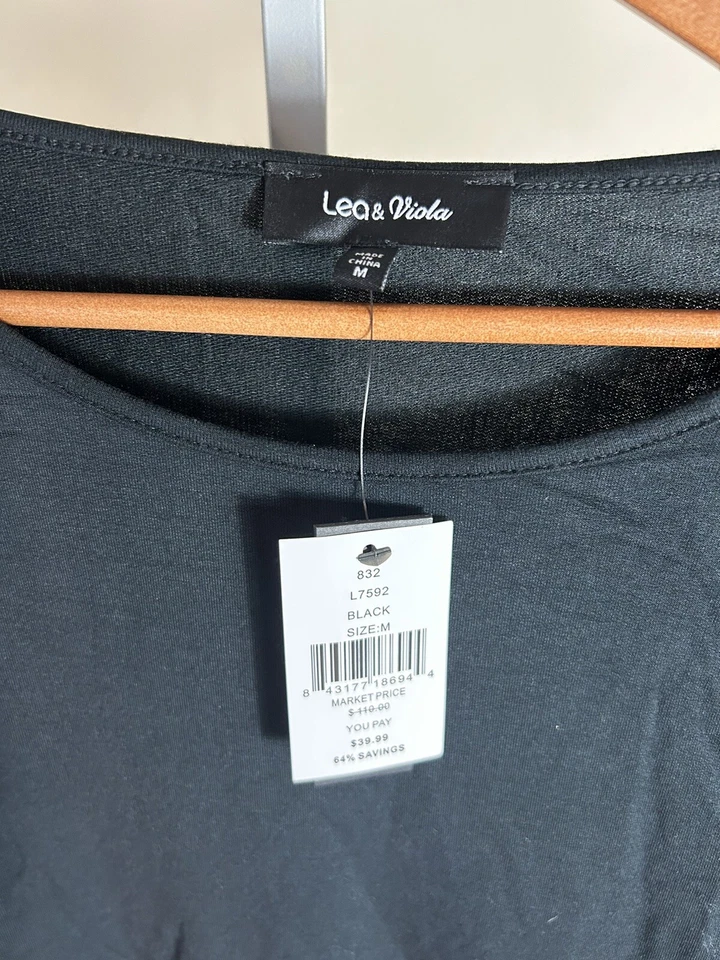 Lea & Viola
MADE
IN
CHINA
M
832
L7592
BLACK
SIZE:M
8 43177 18694 4
MARKET PRICE
$ 110.00
YOU PAY
$39.99
64% SAVINGS